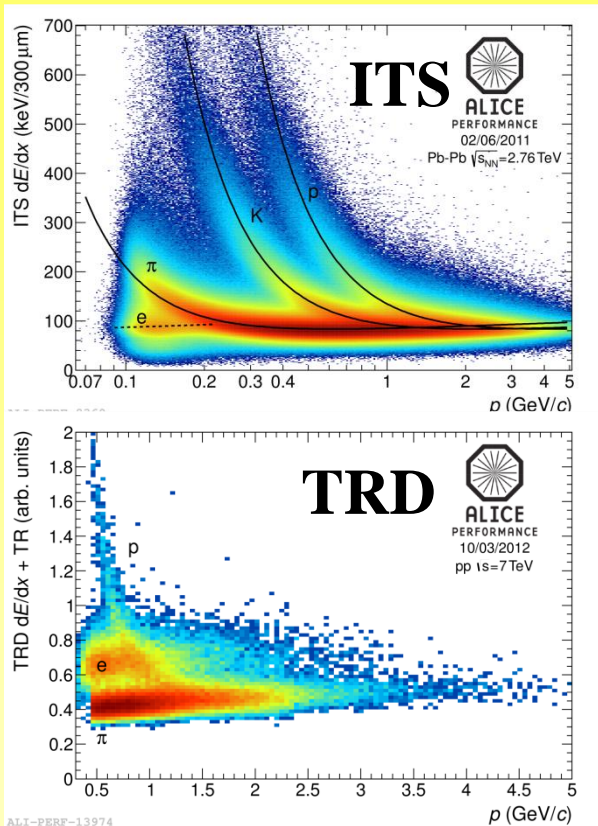 ITS
ALICE
PERFORMANCE
02/06/2011
Pb-Pb √sNN=2.76 TeV
ITS dE/dx (keV/300 μm)
700
600
500
400
300
200
100
0
π
e
K
p
0.07 0.1 0.2 0.3 0.4 1 2 3 4 5
p (GeV/c)
TRD
ALICE
PERFORMANCE
10/03/2012
pp √s=7 TeV
TRD dE/dx + TR (arb. units)
2
1.8
1.6
1.4
1.2
1
0.8
0.6
0.4
0.2
0
p
e
π
0.5 1 1.5 2 2.5 3 3.5 4 4.5 5
p (GeV/c)
ALI-PERF-13974